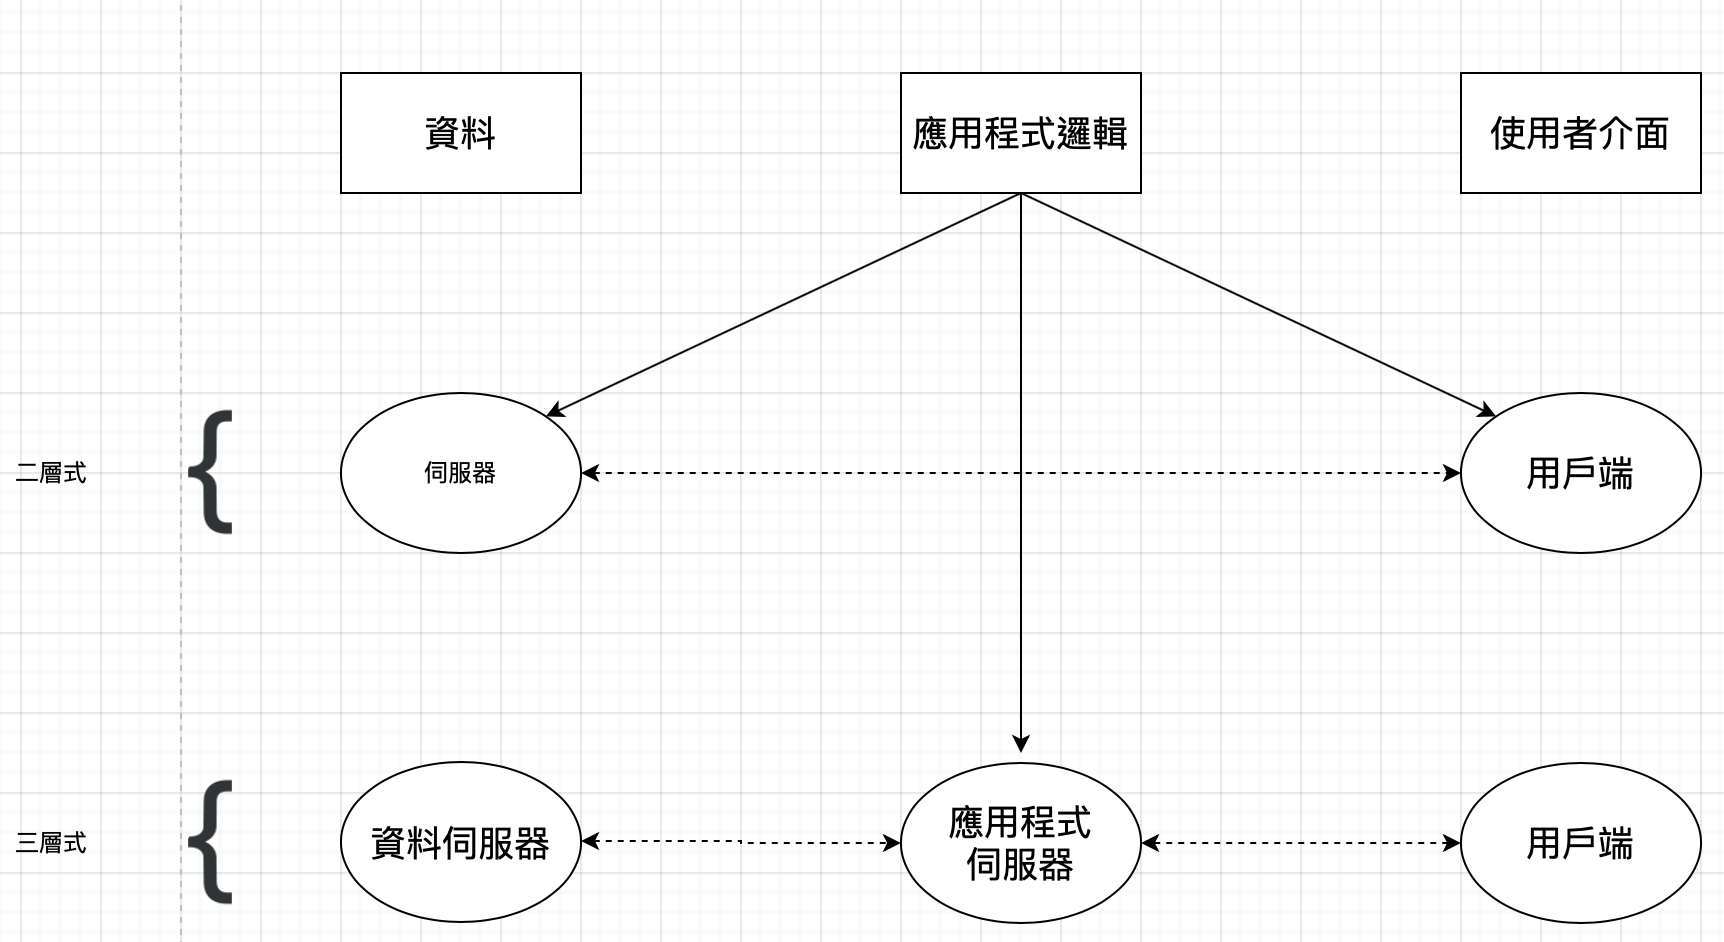 資料
應用程式邏輯
使用者介面
二層式
{
伺服器
用戶端
三層式
{
資料伺服器
應用程式
伺服器
用戶端